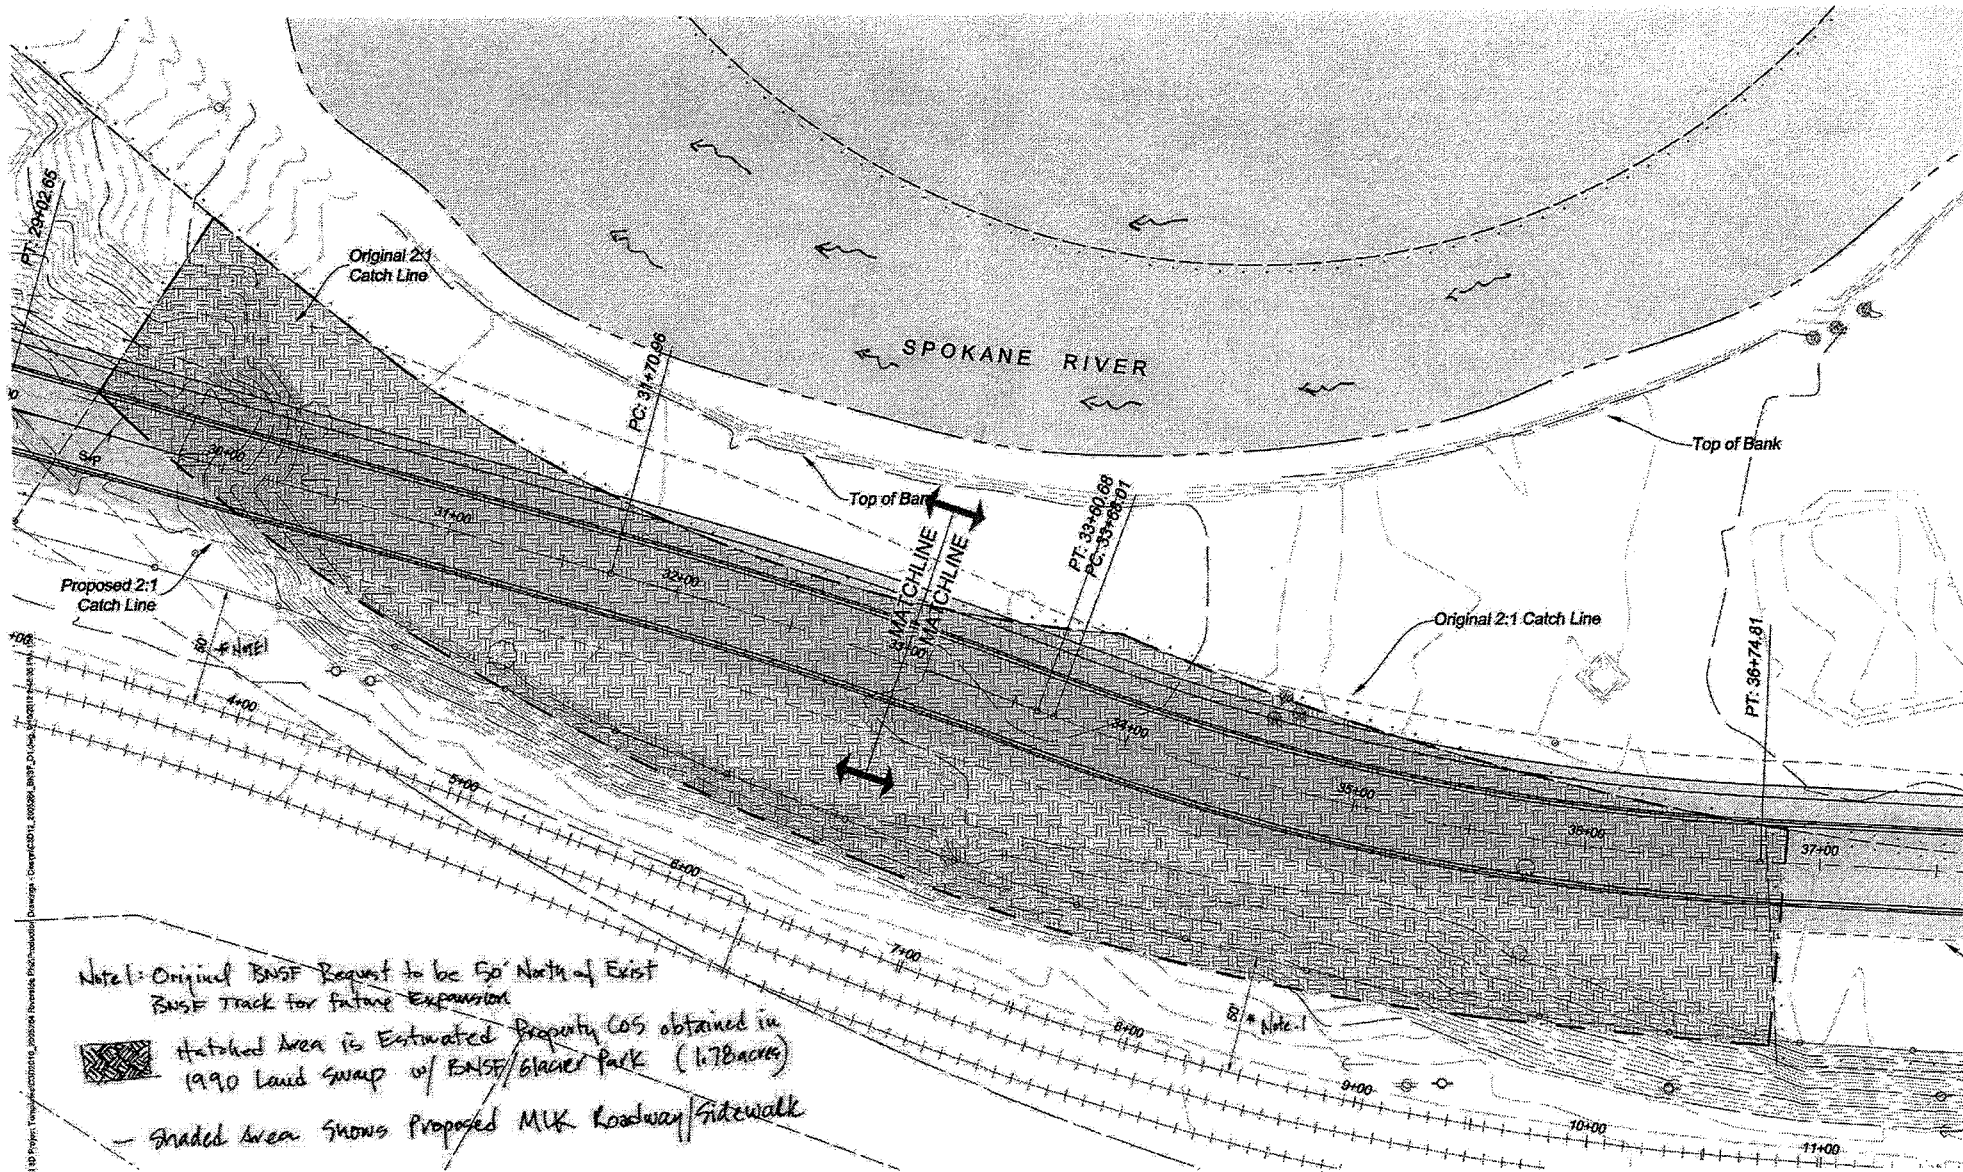 PT: 29+02.65
Original 2:1
Catch Line
PC: 31+70.96
SPOKANE RIVER
Top of Bank
Top of Bank
MATCHLINE
MATCHLINE
PT: 33+60.68
PC: 33+68.01
Original 2:1 Catch Line
PT: 36+74.81
Proposed 2:1
Catch Line
30+00
31+00
32+00
33+00
34+00
35+00
36+00
37+00
* Note 1
4+00
5+00
6+00
7+00
8+00
9+00
10+00
11+00
50' * Note 1
Note 1: Original BNSF Request to be 50' North of Exist
BNSF Track for future Expansion
Hatched Area is Estimated Property COS obtained in
1990 Land Swap w/ BNSF/Glacier Park (1.78 acres)
— Shaded Area Shows Proposed MLK Roadway/Sidewalk